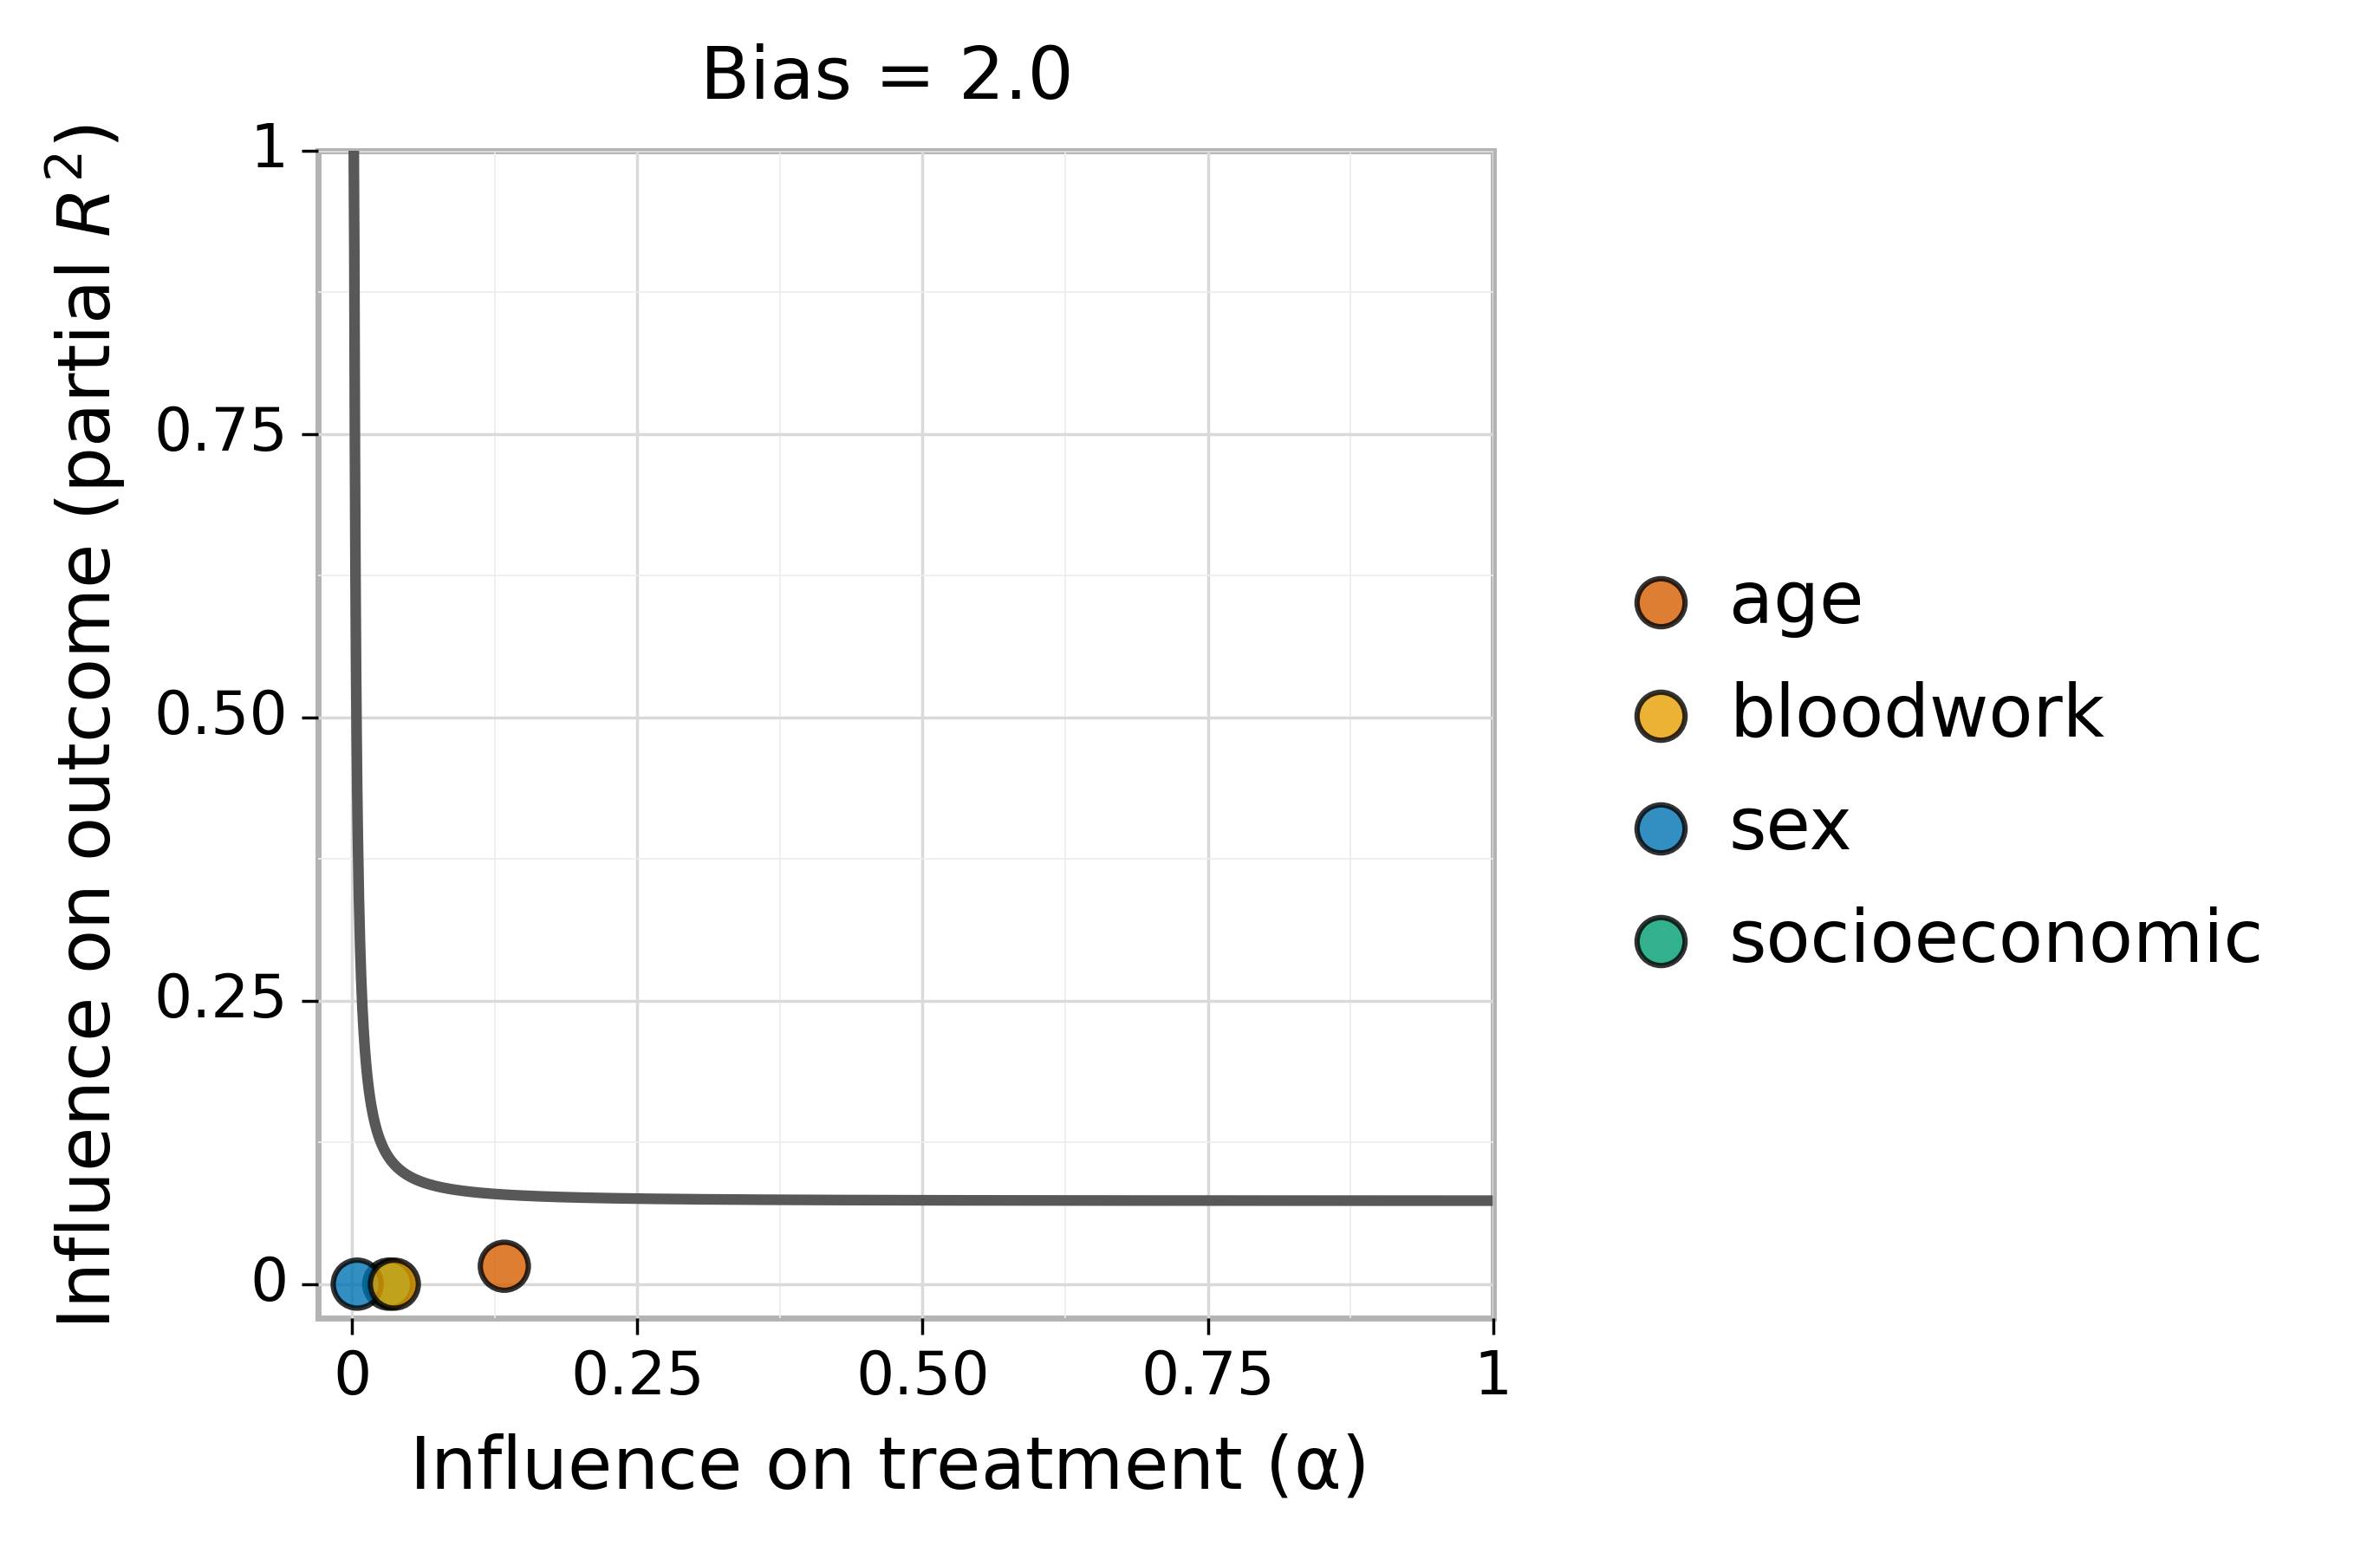 Bias = 2.0
Influence on outcome (partial R²)
1
0.75
0.50
0.25
0
0
0.25
0.50
0.75
1
Influence on treatment (α)
age
bloodwork
sex
socioeconomic